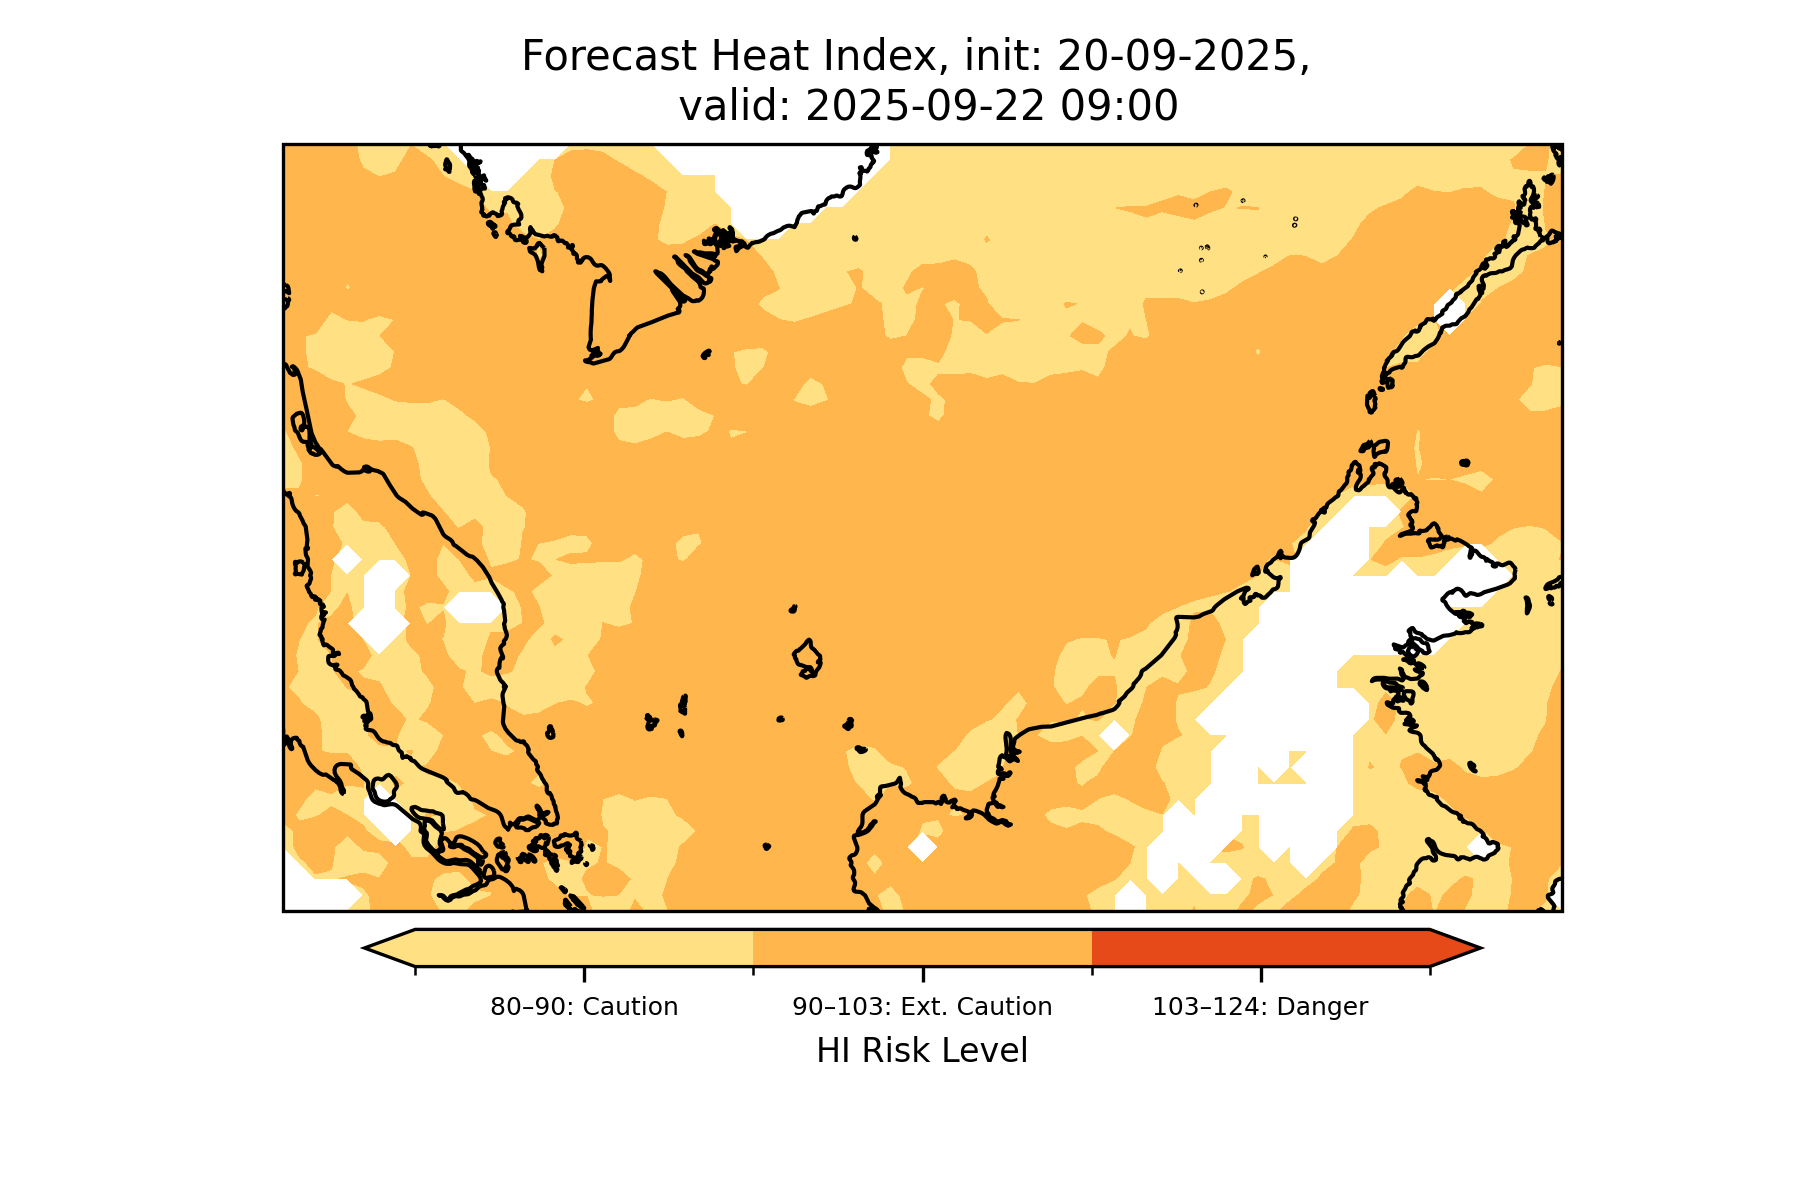 Forecast Heat Index, init: 20-09-2025,
valid: 2025-09-22 09:00
80–90: Caution
90–103: Ext. Caution
103–124: Danger
HI Risk Level